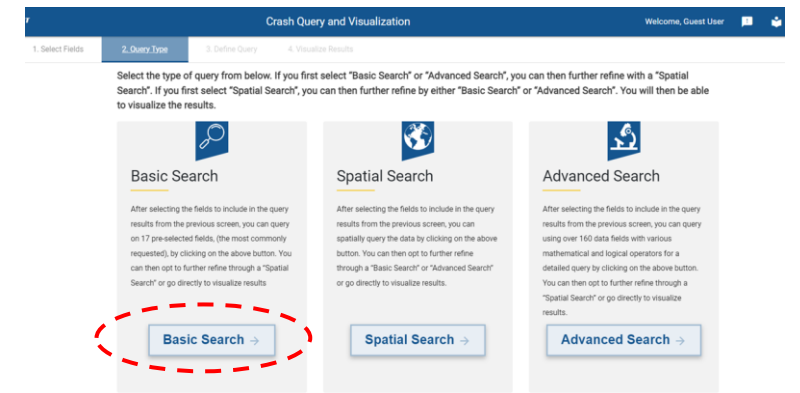 Crash Query and Visualization
Welcome, Guest User
1. Select Fields
2. Query Type
3. Define Query
4. Visualize Results
Select the type of query from below. If you first select "Basic Search" or "Advanced Search", you can then further refine with a "Spatial
Search". If you first select "Spatial Search", you can then further refine by either "Basic Search" or "Advanced Search". You will then be able
to visualize the results.
Basic Search
After selecting the fields to include in the query
results from the previous screen, you can query
on 17 pre-selected fields, (the most commonly
requested), by clicking on the above button. You
can then opt to further refine through a "Spatial
Search" or go directly to visualize results
Basic Search →
Spatial Search
After selecting the fields to include in the query
results from the previous screen, you can
spatially query the data by clicking on the above
button. You can then opt to further refine
through a "Basic Search" or "Advanced Search"
or go directly to visualize results.
Spatial Search →
Advanced Search
After selecting the fields to include in the query
results from the previous screen, you can query
using over 160 data fields with various
mathematical and logical operators for a
detailed query by clicking on the above button.
You can then opt to further refine through a
"Spatial Search" or go directly to visualize
results.
Advanced Search →